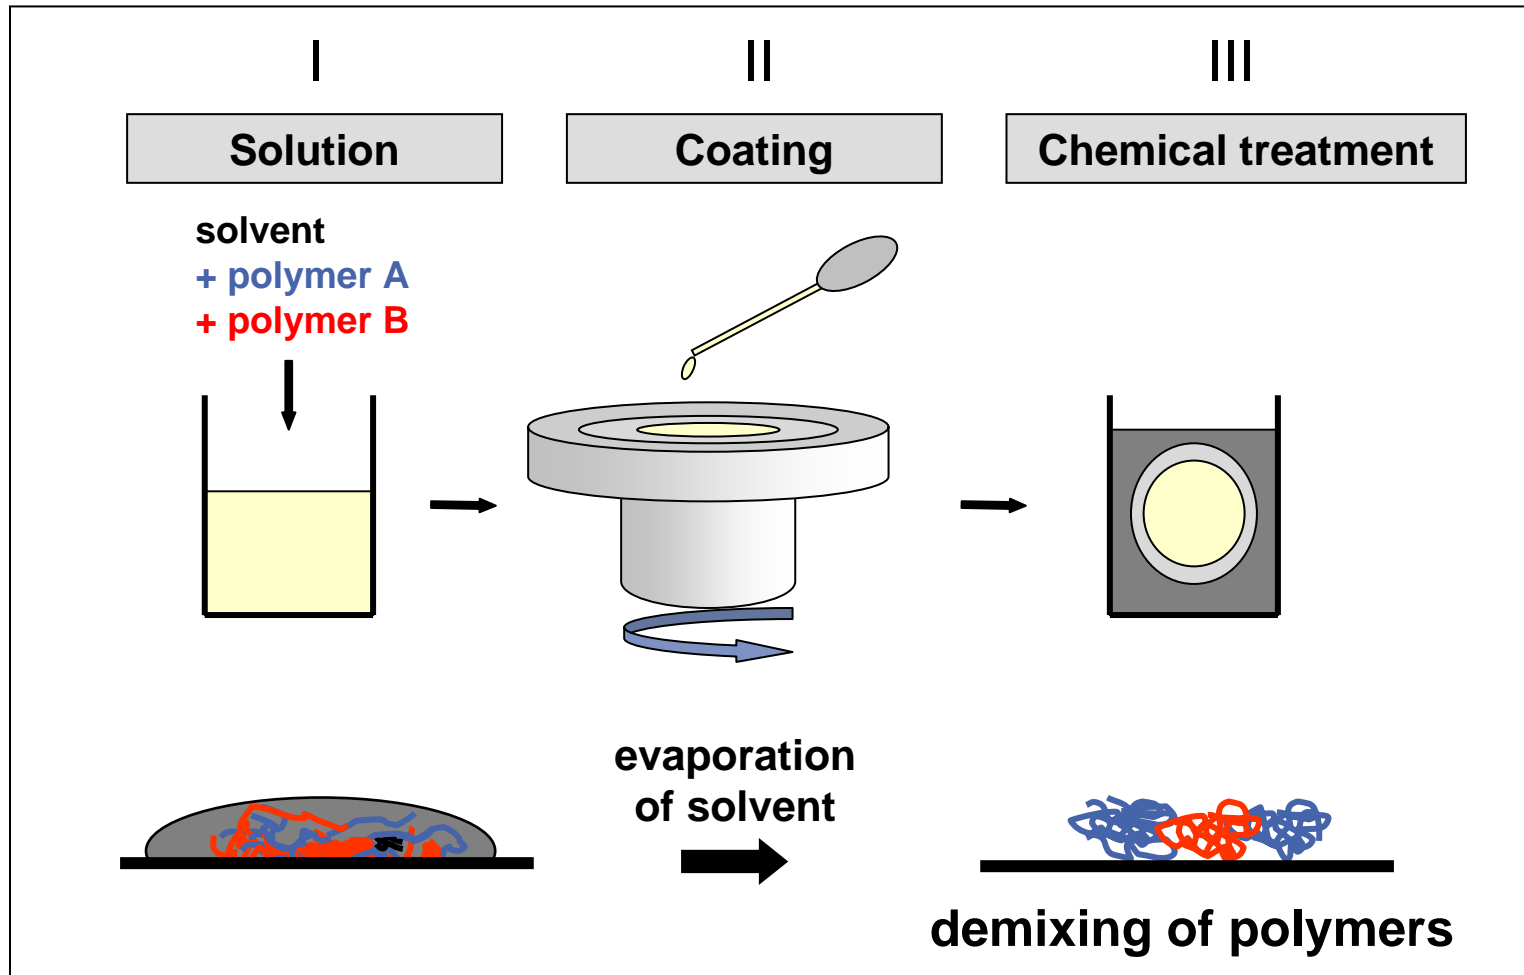 I
II
III
Solution
Coating
Chemical treatment
solvent
+ polymer A
+ polymer B
evaporation
of solvent
demixing of polymers